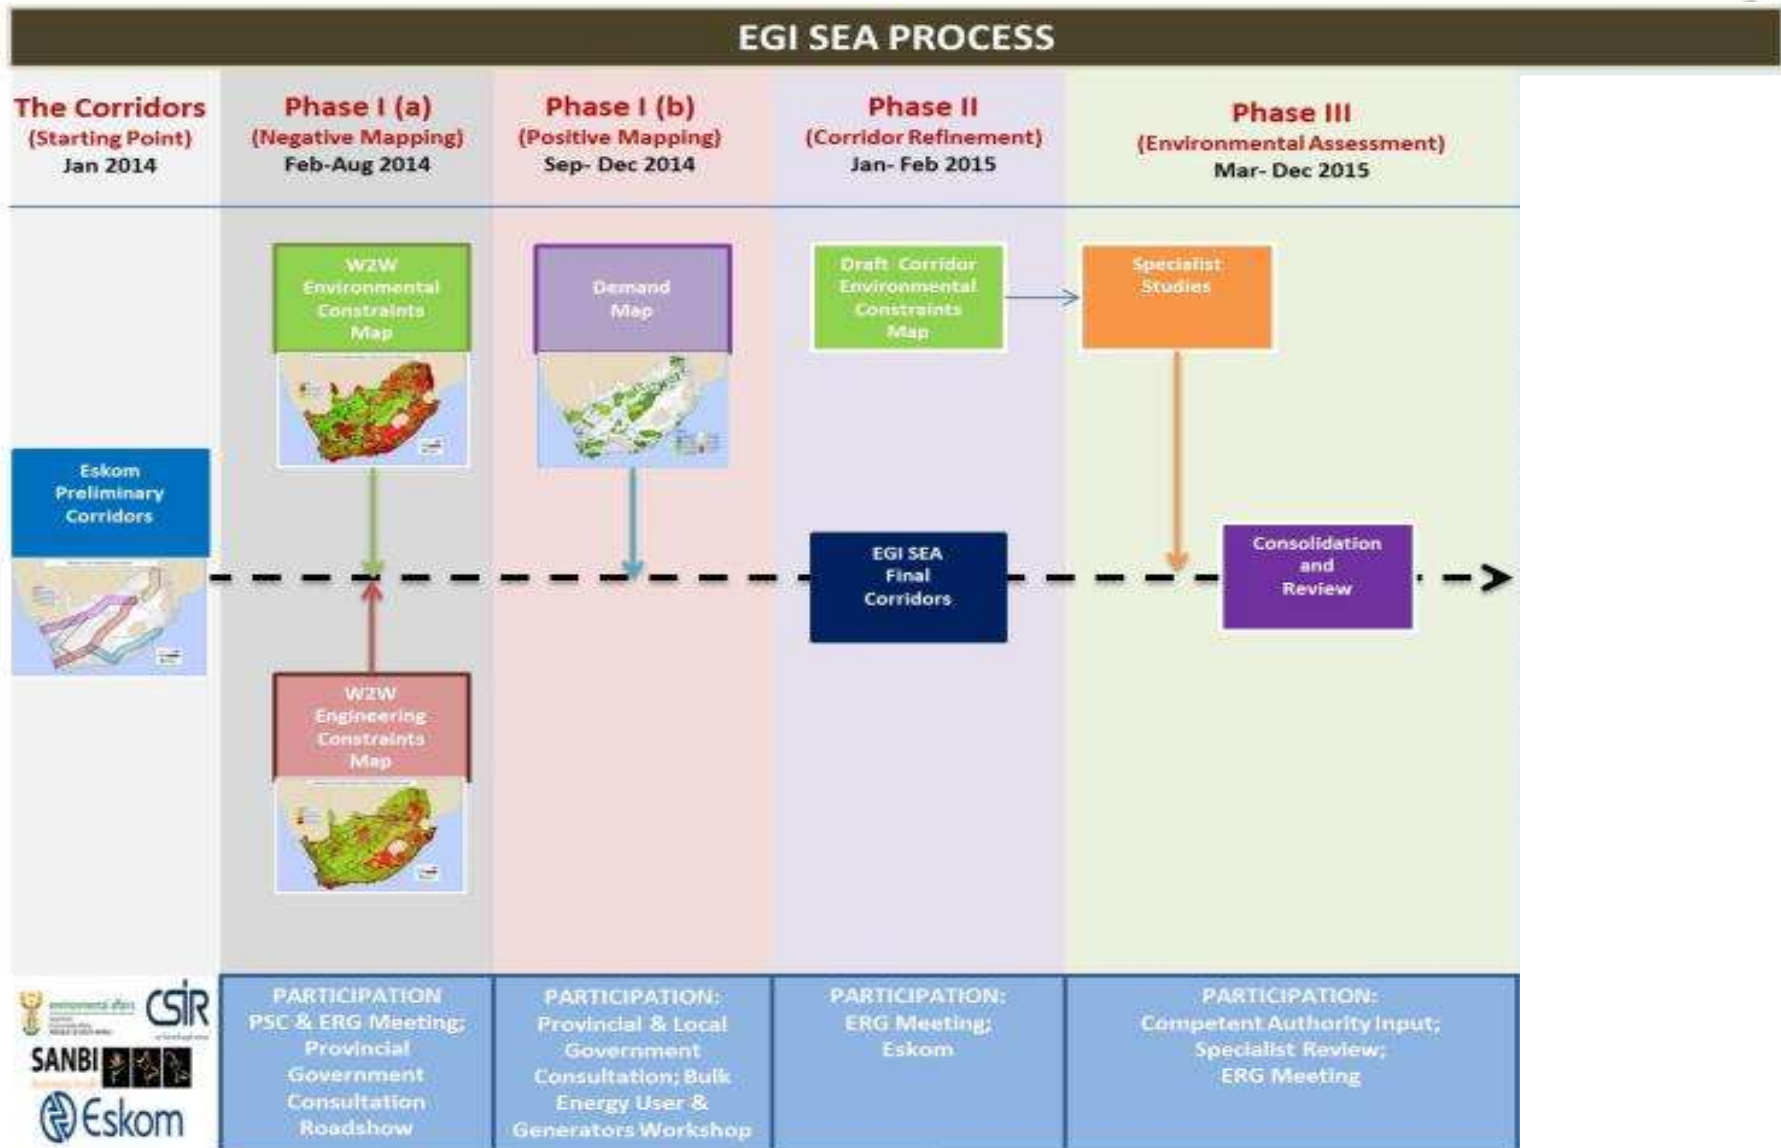 EGI SEA PROCESS
The Corridors
(Starting Point)
Jan 2014
Phase I (a)
(Negative Mapping)
Feb-Aug 2014
Phase I (b)
(Positive Mapping)
Sep- Dec 2014
Phase II
(Corridor Refinement)
Jan- Feb 2015
Phase III
(Environmental Assessment)
Mar- Dec 2015
Eskom
Preliminary
Corridors
W2W
Environmental
Constraints
Map
W2W
Engineering
Constraints
Map
Demand
Map
Draft Corridor
Environmental
Constraints
Map
EGI SEA
Final
Corridors
Specialist
Studies
Consolidation
and
Review
environmental affairs
CSIR
SANBI
Eskom
PARTICIPATION
PSC & ERG Meeting;
Provincial
Government
Consultation
Roadshow
PARTICIPATION:
Provincial & Local
Government
Consultation; Bulk
Energy User &
Generators Workshop
PARTICIPATION:
ERG Meeting;
Eskom
PARTICIPATION:
Competent Authority Input;
Specialist Review;
ERG Meeting